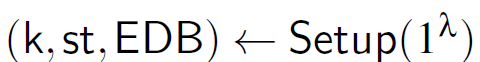 (k, st, EDB) ← Setup(1^λ)